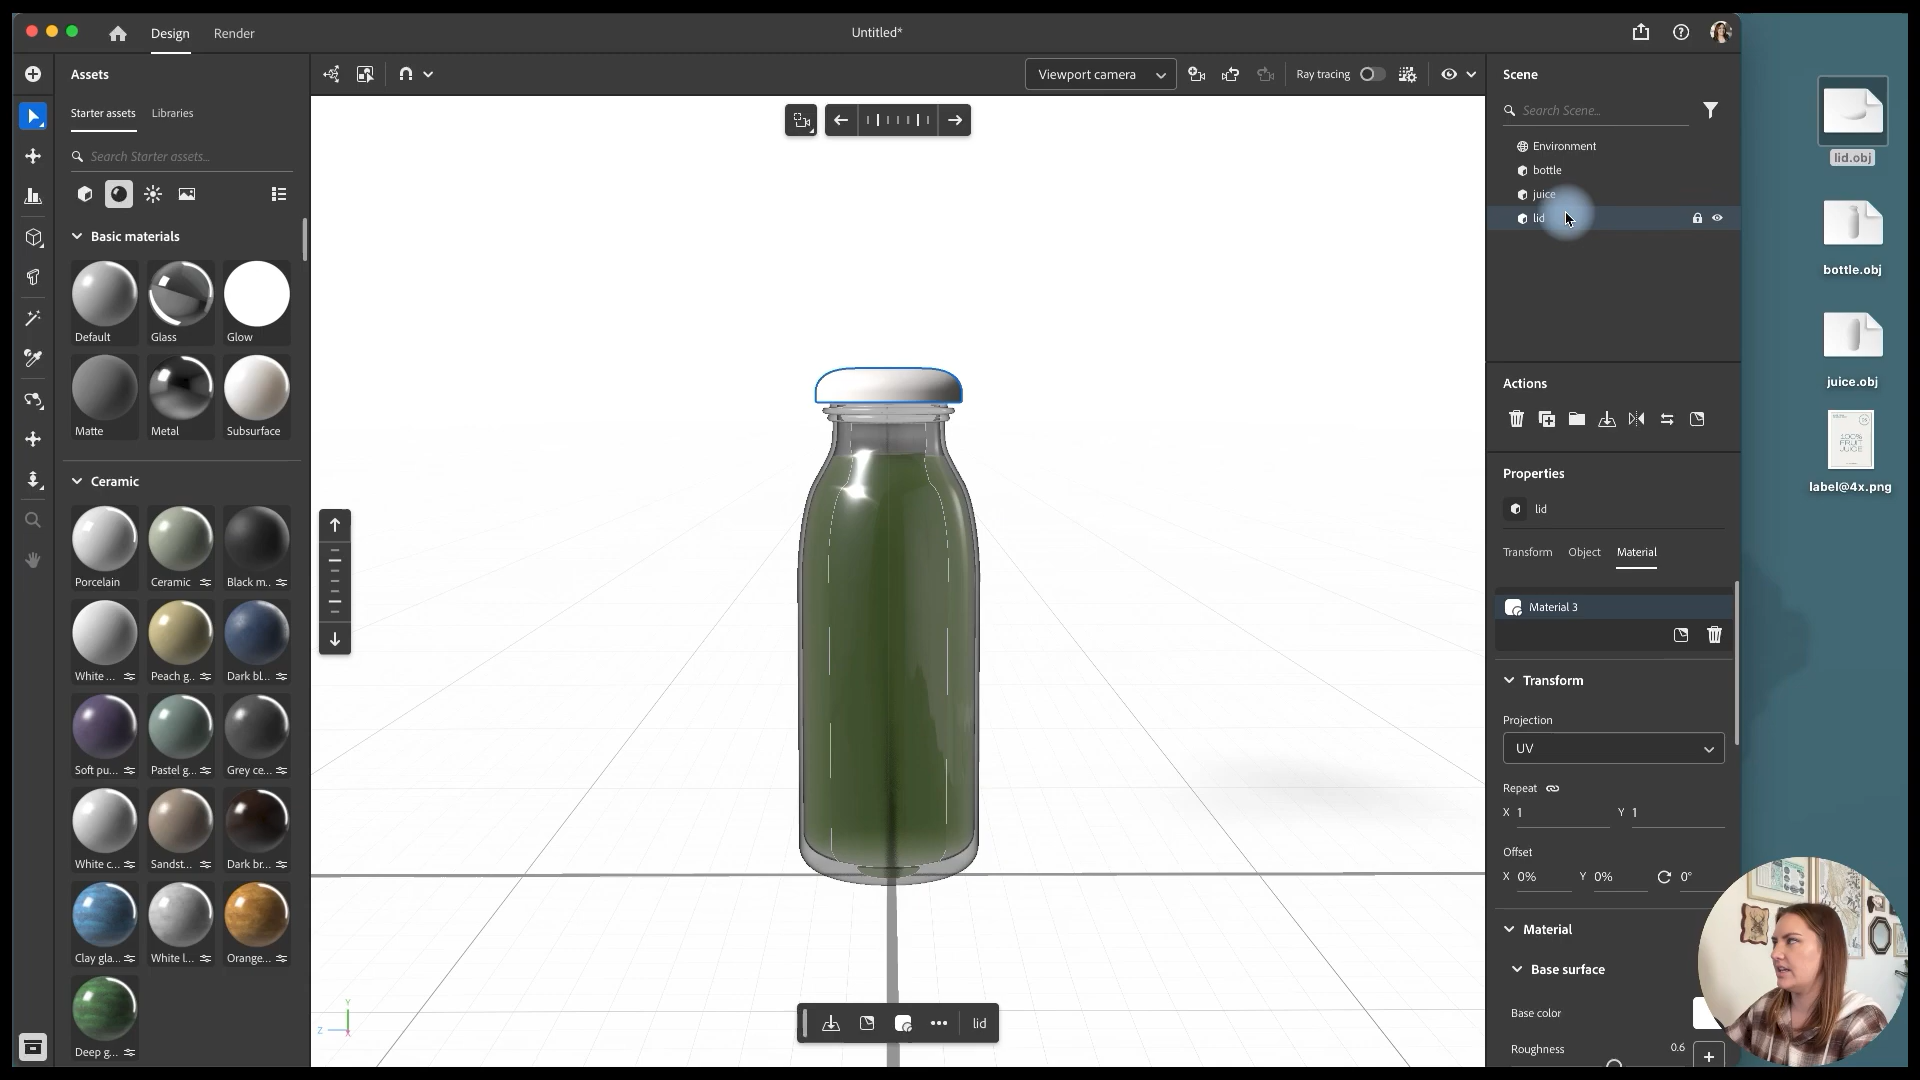 Design
Render
Untitled*
Assets
Starter assets
Libraries
Search Starter assets...
Basic materials
Default
Glass
Glow
Matte
Metal
Subsurface
Ceramic
Porcelain
Ceramic
Black m..
White ...
Peach g..
Dark bl...
Soft pu...
Pastel g...
Grey ce...
White c...
Sandst...
Dark br...
Clay gla...
White l...
Orange...
Deep g...
Viewport camera
Ray tracing
Y
Z
lid
Scene
Search Scene...
Environment
bottle
juice
lid
Actions
Properties
lid
Transform
Object
Material
Material 3
Transform
Projection
UV
Repeat
X 1
Y 1
Offset
X 0%
Y 0%
0°
Material
Base surface
Base color
Roughness
0.6
lid.obj
bottle.obj
juice.obj
100%
FRUIT
JUICE
label@4x.png